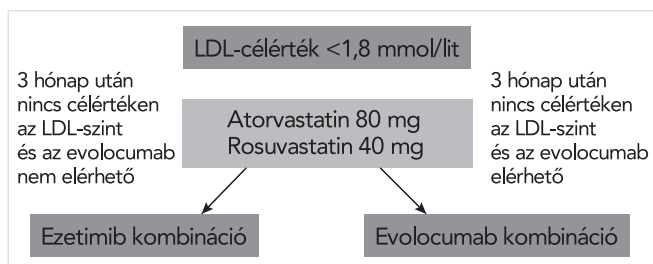 LDL-célérték <1,8 mmol/lit
3 hónap után
nincs célértéken
az LDL-szint
és az evolocumab
nem elérhető
Atorvastatin 80 mg
Rosuvastatin 40 mg
3 hónap után
nincs célértéken
az LDL-szint
és az evolocumab
elérhető
Ezetimib kombináció
Evolocumab kombináció